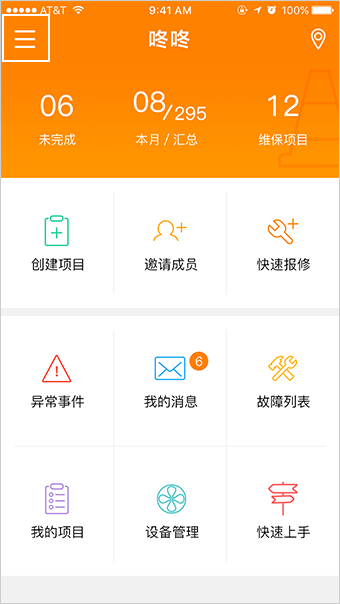 AT&T 9:41 AM 100%
咚咚
06 08/295 12
未完成 本月 / 汇总 维保项目
创建项目 邀请成员 快速报修
6
异常事件 我的消息 故障列表
我的项目 设备管理 快速上手